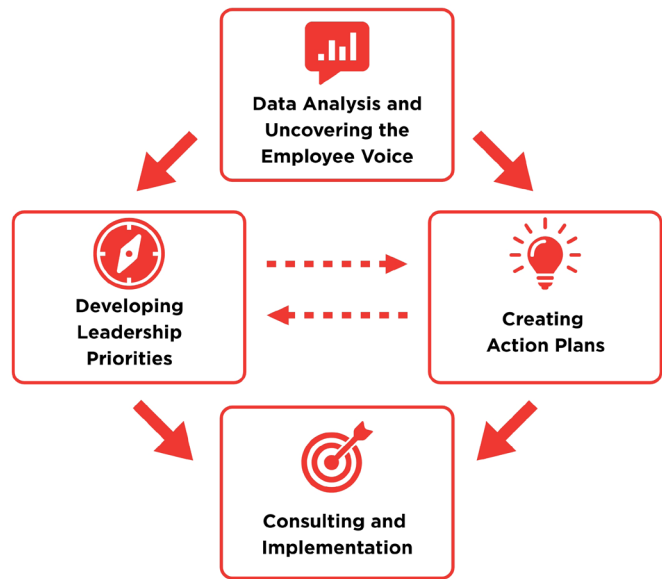 Data Analysis and
Uncovering the
Employee Voice
Developing
Leadership
Priorities
Creating
Action Plans
Consulting and
Implementation